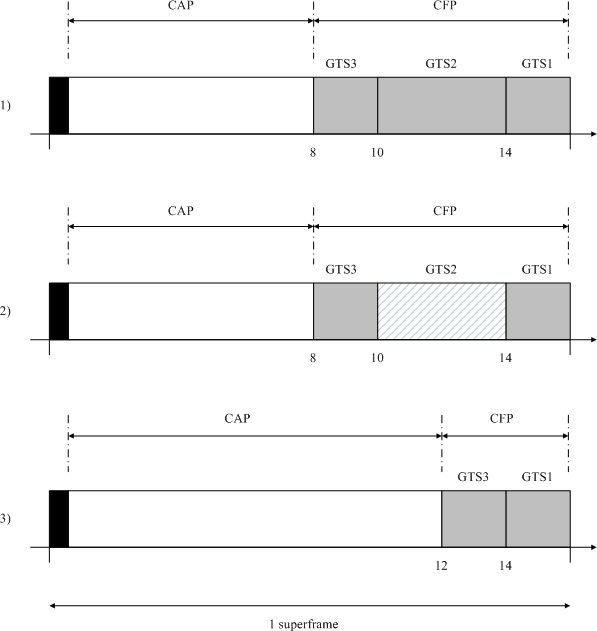 CAP CFP
GTS3 GTS2 GTS1
1)
8 10 14
CAP CFP
GTS3 GTS2 GTS1
2)
8 10 14
CAP CFP
GTS3 GTS1
3)
12 14
1 superframe